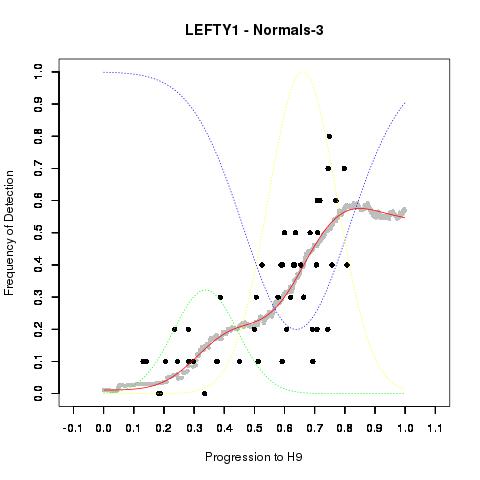 LEFTY1 - Normals-3
Frequency of Detection
1.0
0.9
0.8
0.7
0.6
0.5
0.4
0.3
0.2
0.1
0.0
-0.1 0.0 0.1 0.2 0.3 0.4 0.5 0.6 0.7 0.8 0.9 1.0 1.1
Progression to H9